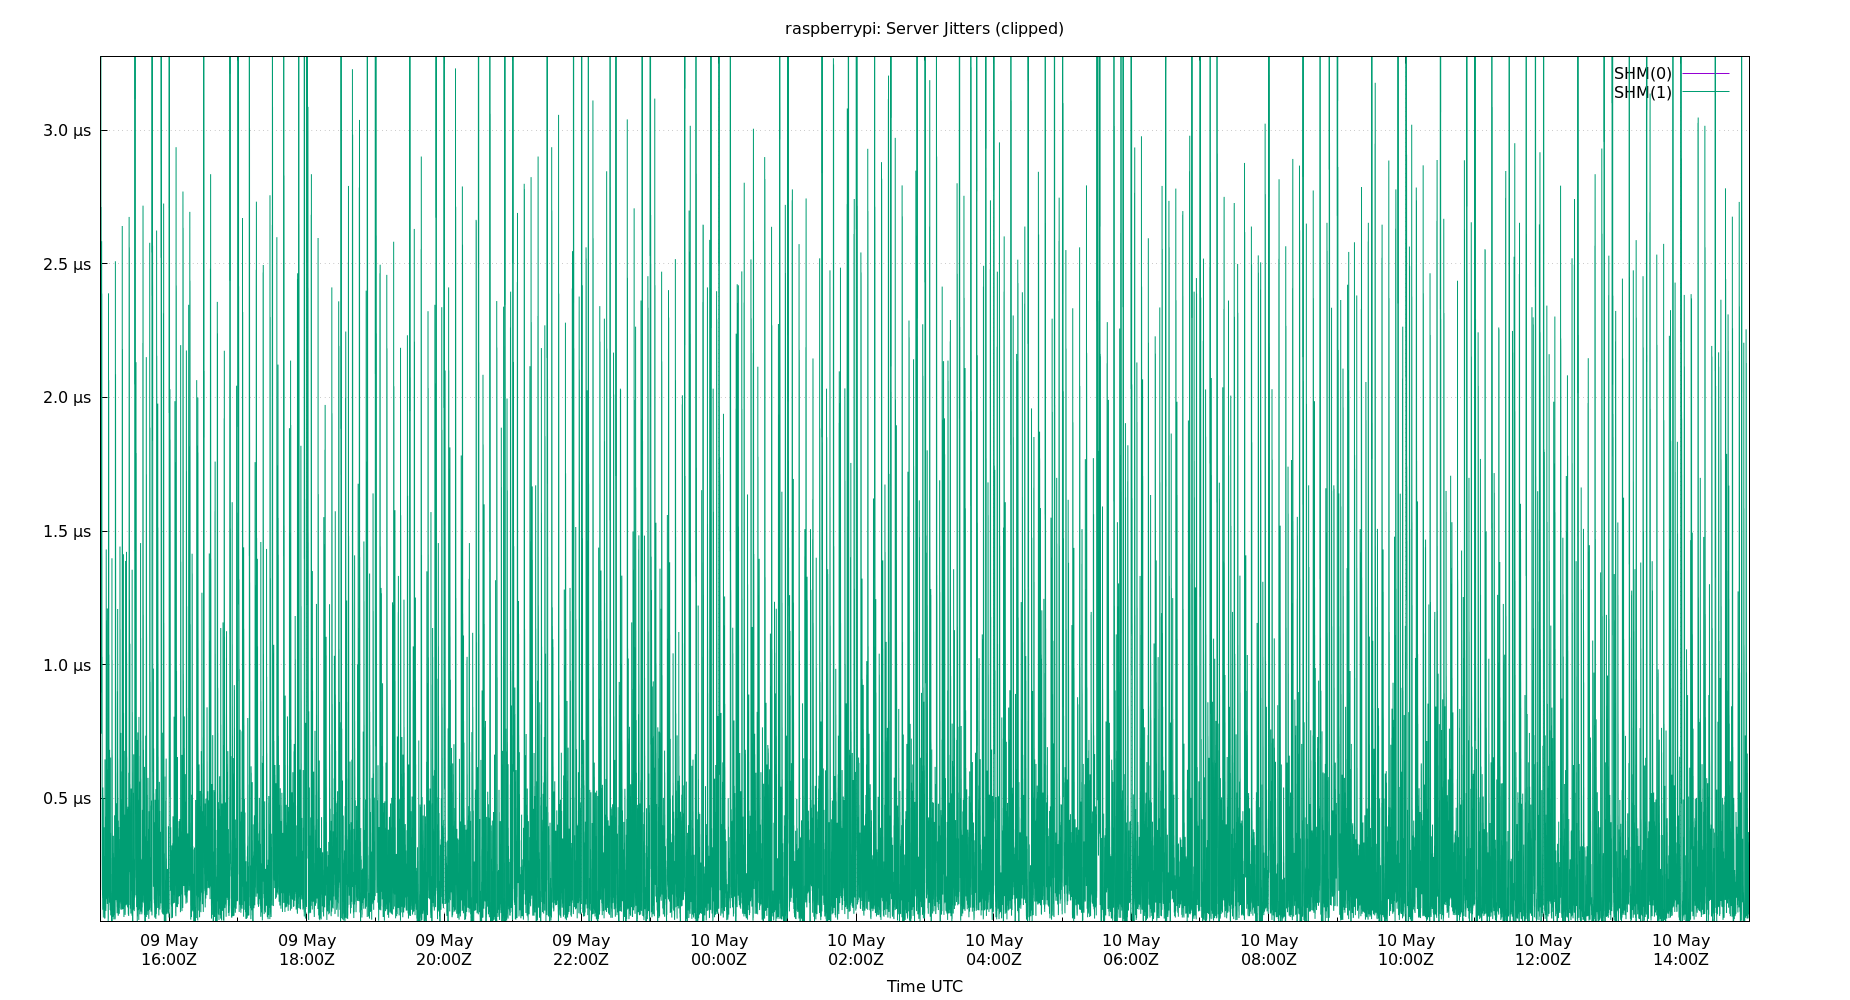 raspberrypi: Server Jitters (clipped)
SHM(0)
SHM(1)
3.0 µs
2.5 µs
2.0 µs
1.5 µs
1.0 µs
0.5 µs
09 May 09 May 09 May 09 May 10 May 10 May 10 May 10 May 10 May 10 May 10 May 10 May
16:00Z 18:00Z 20:00Z 22:00Z 00:00Z 02:00Z 04:00Z 06:00Z 08:00Z 10:00Z 12:00Z 14:00Z
Time UTC